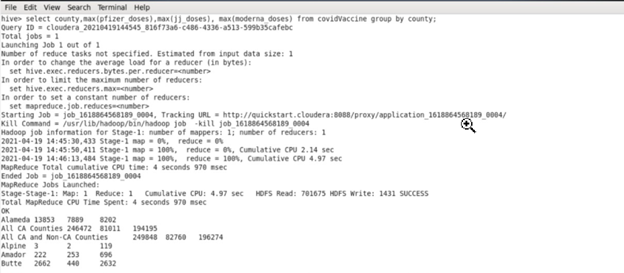 File Edit View Search Terminal Help
hive> select county,max(pfizer_doses),max(jj_doses), max(moderna_doses) from covidVaccine group by county;
Query ID = cloudera_20210419144545_816f73a6-c486-4336-a513-599b35cafebc
Total jobs = 1
Launching Job 1 out of 1
Number of reduce tasks not specified. Estimated from input data size: 1
In order to change the average load for a reducer (in bytes):
  set hive.exec.reducers.bytes.per.reducer=<number>
In order to limit the maximum number of reducers:
  set hive.exec.reducers.max=<number>
In order to set a constant number of reducers:
  set mapreduce.job.reduces=<number>
Starting Job = job_1618864568189_0004, Tracking URL = http://quickstart.cloudera:8088/proxy/application_1618864568189_0004/
Kill Command = /usr/lib/hadoop/bin/hadoop job  -kill job_1618864568189_0004
Hadoop job information for Stage-1: number of mappers: 1; number of reducers: 1
2021-04-19 14:45:30,433 Stage-1 map = 0%,  reduce = 0%
2021-04-19 14:45:50,411 Stage-1 map = 100%,  reduce = 0%, Cumulative CPU 2.14 sec
2021-04-19 14:46:13,484 Stage-1 map = 100%,  reduce = 100%, Cumulative CPU 4.97 sec
MapReduce Total cumulative CPU time: 4 seconds 970 msec
Ended Job = job_1618864568189_0004
MapReduce Jobs Launched:
Stage-Stage-1: Map: 1  Reduce: 1   Cumulative CPU: 4.97 sec   HDFS Read: 701675 HDFS Write: 1431 SUCCESS
Total MapReduce CPU Time Spent: 4 seconds 970 msec
OK
Alameda 13853 7889 8202
All CA Counties 246472 81011 194195
All CA and Non-CA Counties 249848 82760 196274
Alpine 3 2 119
Amador 222 253 696
Butte 2662 440 2632